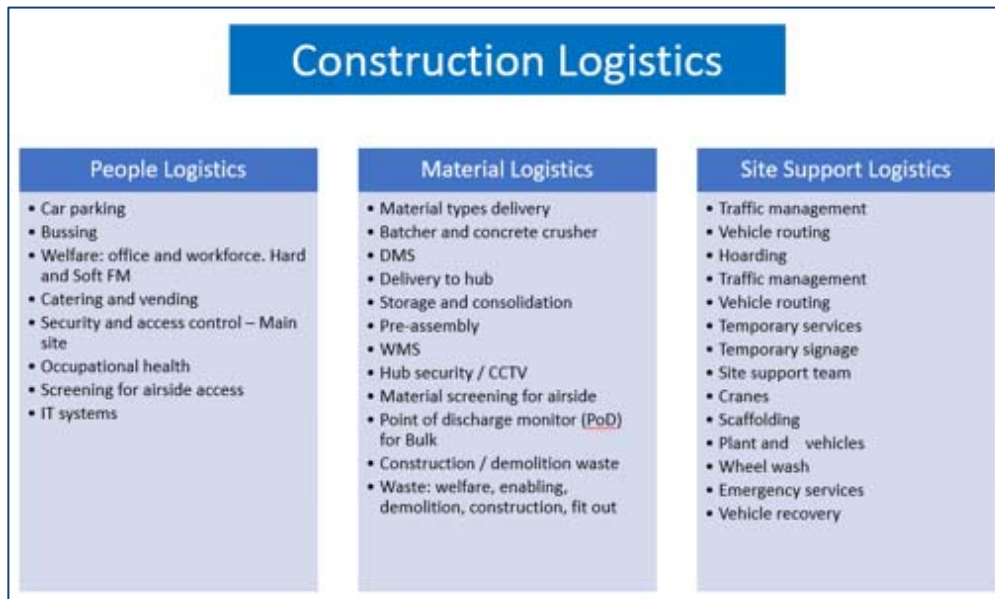 Construction Logistics
People Logistics
• Car parking
• Bussing
• Welfare: office and workforce. Hard
and Soft FM
• Catering and vending
• Security and access control – Main
site
• Occupational health
• Screening for airside access
• IT systems
Material Logistics
• Material types delivery
• Batcher and concrete crusher
• DMS
• Delivery to hub
• Storage and consolidation
• Pre-assembly
• WMS
• Hub security / CCTV
• Material screening for airside
• Point of discharge monitor (PoD)
for Bulk
• Construction / demolition waste
• Waste: welfare, enabling,
demolition, construction, fit out
Site Support Logistics
• Traffic management
• Vehicle routing
• Hoarding
• Traffic management
• Vehicle routing
• Temporary services
• Temporary signage
• Site support team
• Cranes
• Scaffolding
• Plant and vehicles
• Wheel wash
• Emergency services
• Vehicle recovery